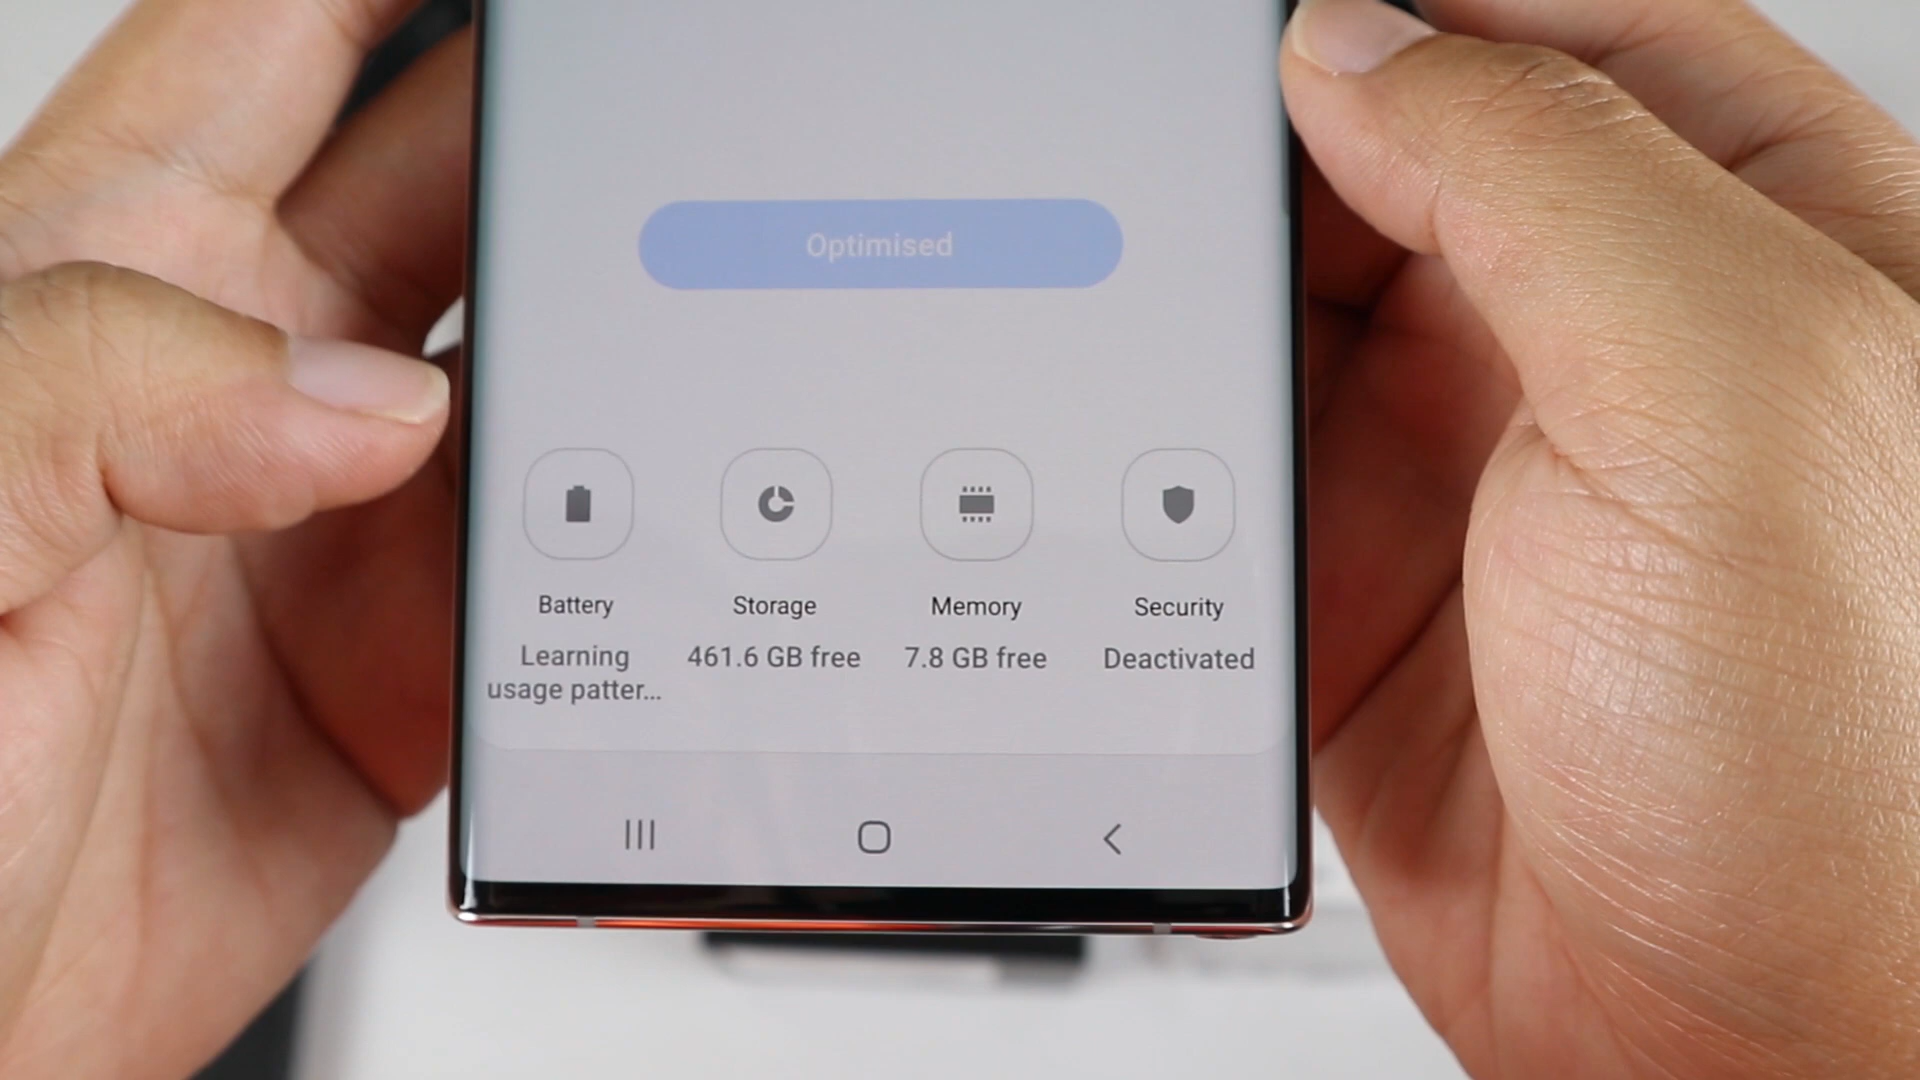 Optimised
Battery
Storage
Memory
Security
Learning
usage patter...
461.6 GB free
7.8 GB free
Deactivated